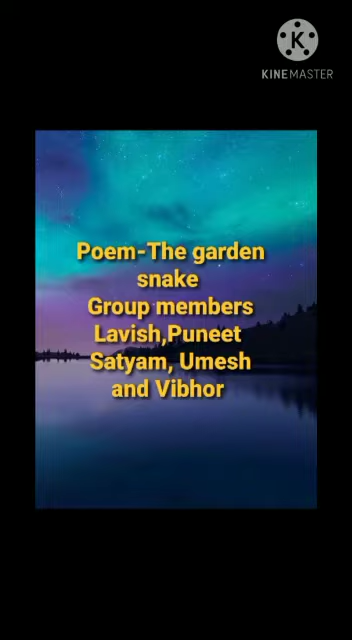 K
KINEMASTER
Poem-The garden
snake
Group members
Lavish,Puneet
Satyam, Umesh
and Vibhor